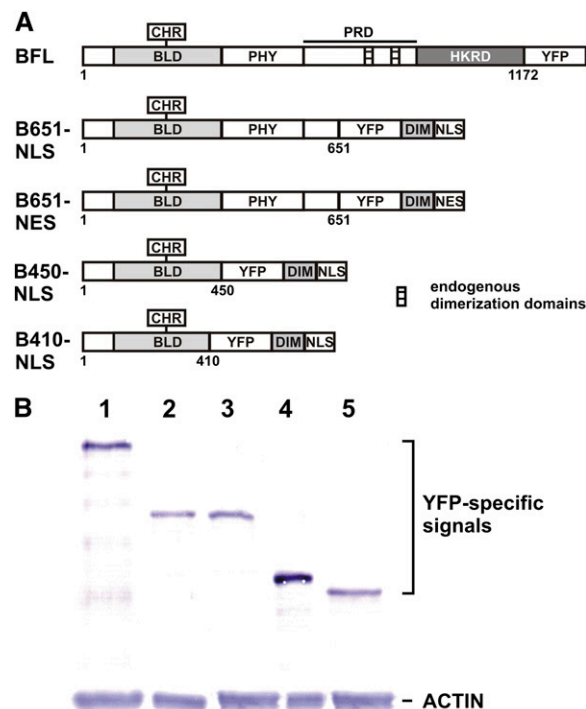 A
CHR
PRD
BFL
BLD PHY HKRD YFP
1 1172
CHR
B651-NLS
BLD PHY YFP DIM NLS
1 651
CHR
B651-NES
BLD PHY YFP DIM NES
1 651
CHR
B450-NLS
BLD YFP DIM NLS
1 450
endogenous
dimerization domains
CHR
B410-NLS
BLD YFP DIM NLS
1 410
B 1 2 3 4 5
YFP-specific
signals
ACTIN